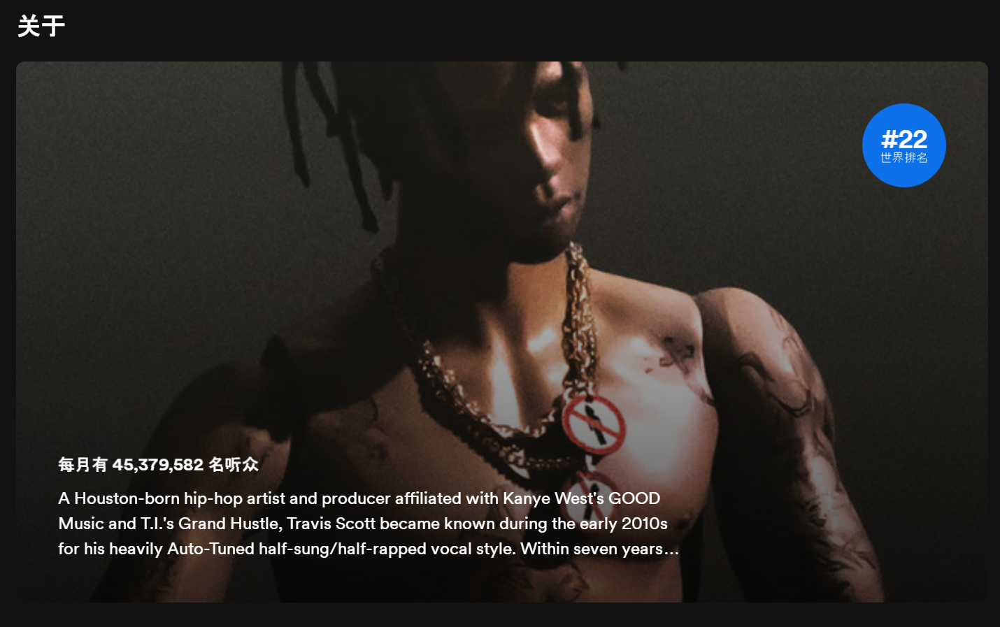 关于
#22
世界排名
每月有 45,379,582 名听众
A Houston-born hip-hop artist and producer affiliated with Kanye West's GOOD
Music and T.I.'s Grand Hustle, Travis Scott became known during the early 2010s
for his heavily Auto-Tuned half-sung/half-rapped vocal style. Within seven years…